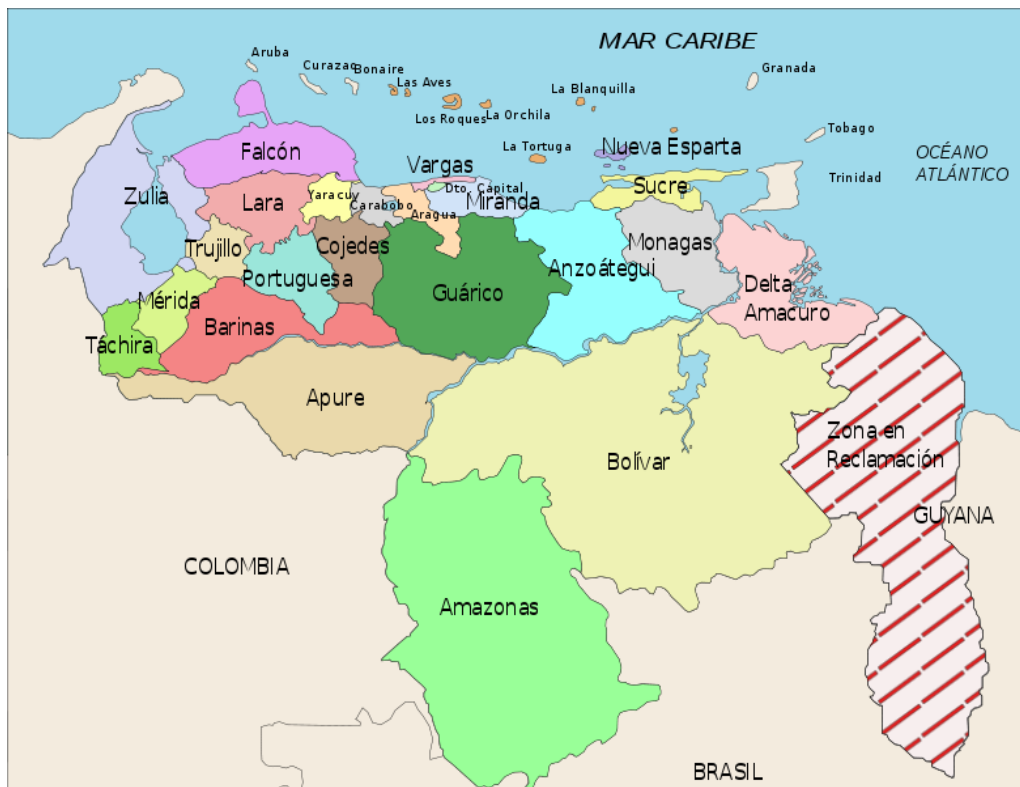 MAR CARIBE
Aruba
Curazao
Bonaire
Las Aves
Los Roques
La Orchila
La Blanquilla
Granada
La Tortuga
Tobago
Nueva Esparta
OCÉANO
ATLÁNTICO
Trinidad
Falcón
Vargas
Dto. Capital
Sucre
Zulia
Lara
Yaracuy
Carabobo
Aragua
Miranda
Trujillo
Cojedes
Monagas
Portuguesa
Anzoátegui
Guárico
Delta
Amacuro
Mérida
Barinas
Táchira
Apure
Zona en
Reclamación
Bolívar
GUYANA
COLOMBIA
Amazonas
BRASIL